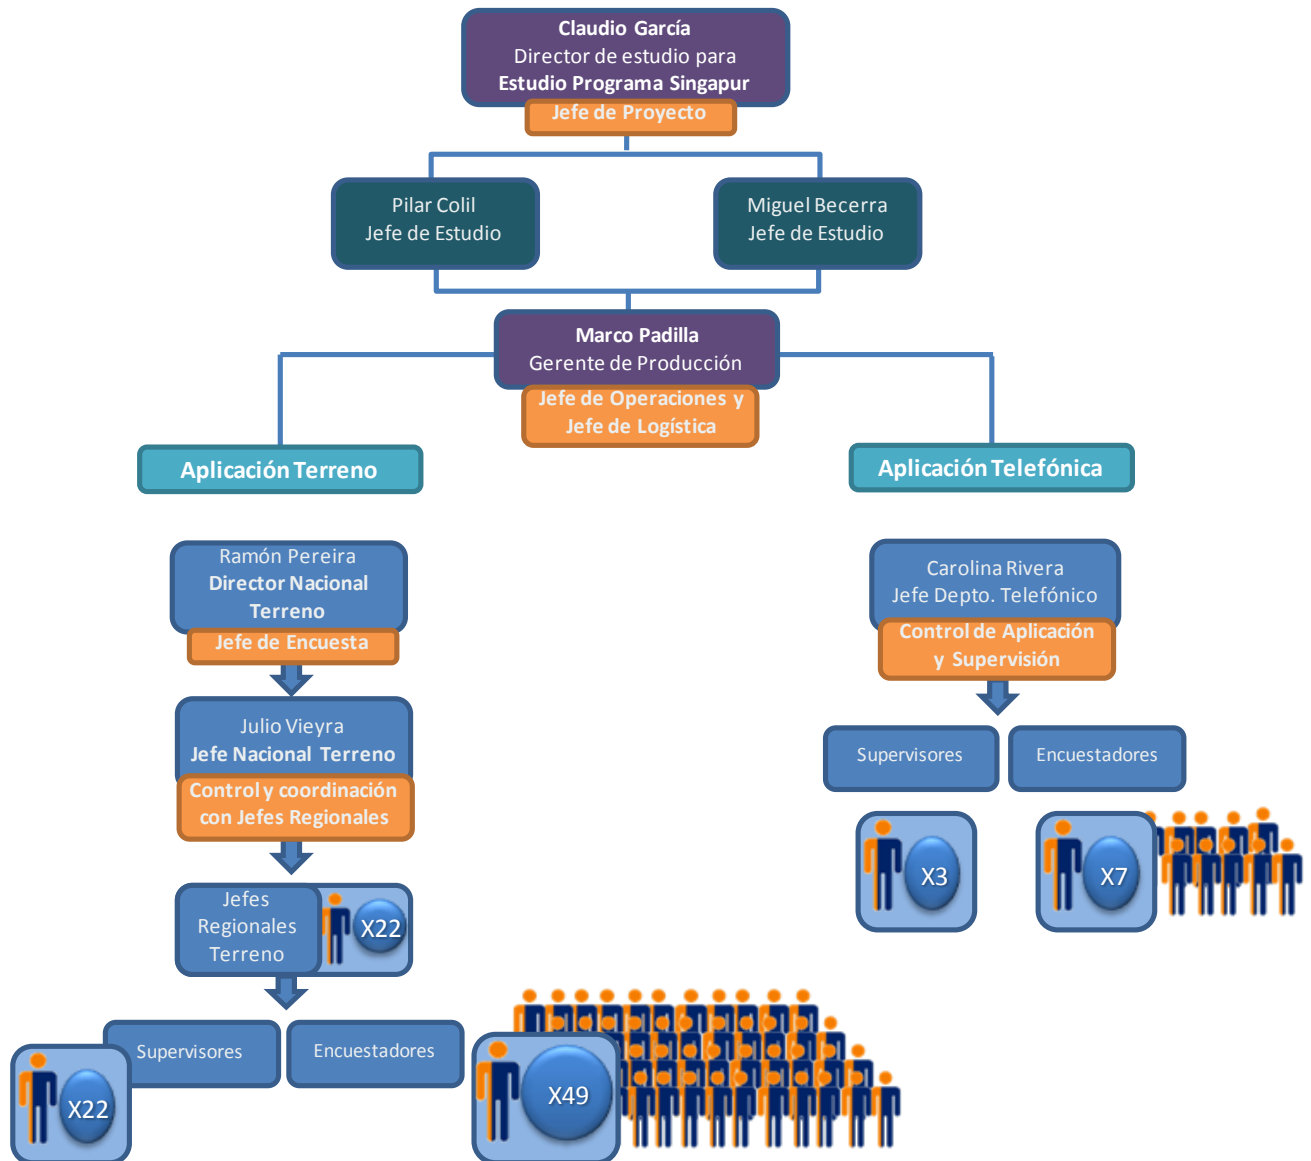 Claudio García
Director de estudio para
Estudio Programa Singapur
Jefe de Proyecto
Pilar Colil
Jefe de Estudio
Miguel Becerra
Jefe de Estudio
Marco Padilla
Gerente de Producción
Jefe de Operaciones y
Jefe de Logística
Aplicación Terreno
Aplicación Telefónica
Ramón Pereira
Director Nacional
Terreno
Jefe de Encuesta
Carolina Rivera
Jefe Depto. Telefónico
Control de Aplicación
y Supervisión
Julio Vieyra
Jefe Nacional Terreno
Control y coordinación
con Jefes Regionales
Supervisores
Encuestadores
X3
X7
Jefes
Regionales
Terreno
X22
Supervisores
Encuestadores
X22
X49